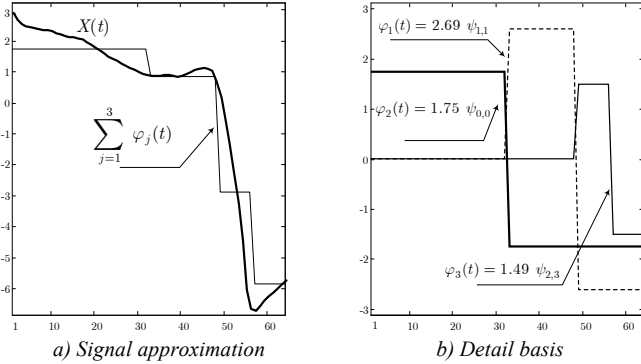 3
2
1
0
-1
-2
-3
-4
-5
-6
1 10 20 30 40 50 60
X(t)
3
∑ φj(t)
j=1
a) Signal approximation
3
2
1
0
-1
-2
-3
1 10 20 30 40 50 60
φ1(t) = 2.69 ψ1,1
φ2(t) = 1.75 ψ0,0
φ3(t) = 1.49 ψ2,3
b) Detail basis